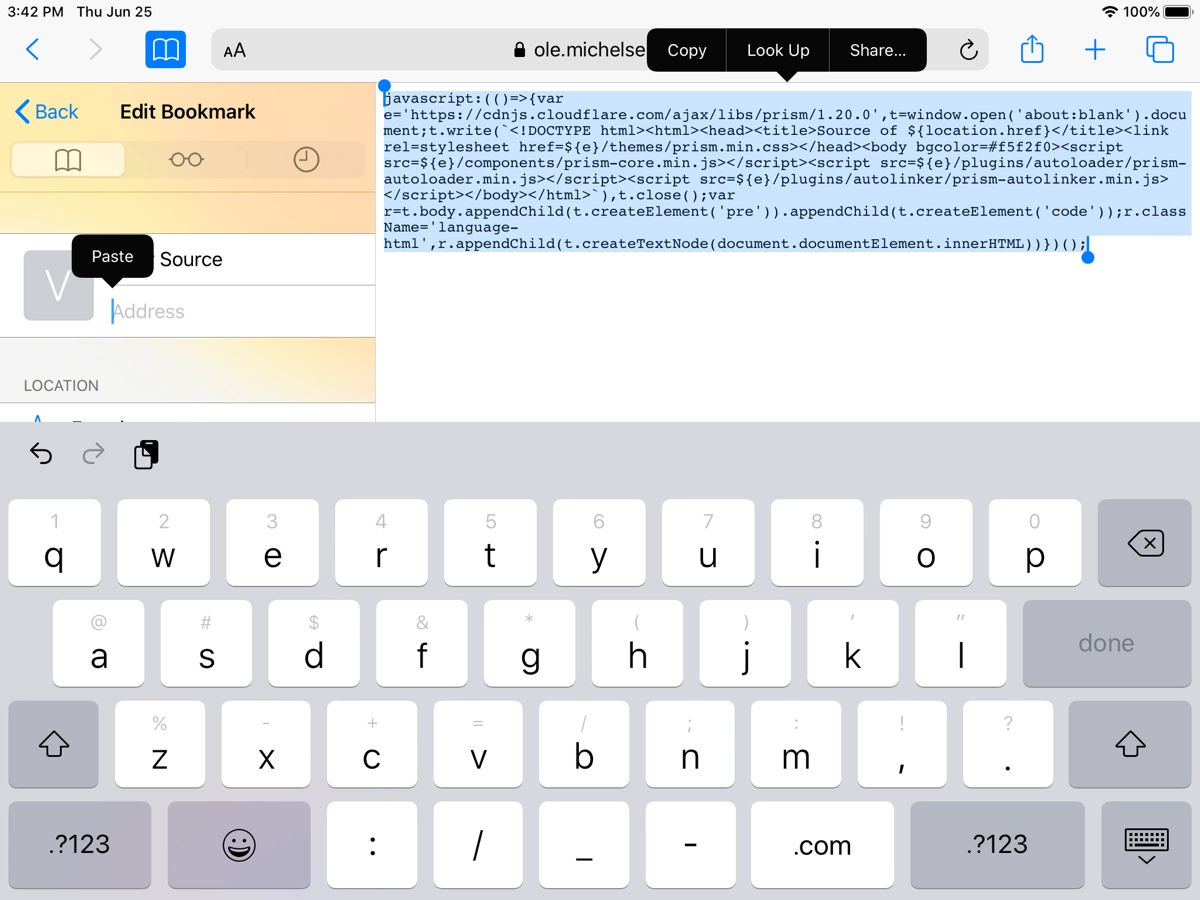 3:42 PM Thu Jun 25
100%
AA
ole.michelse
Copy
Look Up
Share...
Back
Edit Bookmark
javascript:(()=>{var
e='https://cdnjs.cloudflare.com/ajax/libs/prism/1.20.0',t=window.open('about:blank').docu
ment;t.write(`<!DOCTYPE html><html><head><title>Source of ${location.href}</title><link
rel=stylesheet href=${e}/themes/prism.min.css></head><body bgcolor=#f5f2f0><script
src=${e}/components/prism-core.min.js></script><script src=${e}/plugins/autoloader/prism-
autoloader.min.js></script><script src=${e}/plugins/autolinker/prism-autolinker.min.js>
</script></body></html>`),t.close();var
r=t.body.appendChild(t.createElement('pre')).appendChild(t.createElement('code'));r.class
Name='language-
html',r.appendChild(t.createTextNode(document.documentElement.innerHTML))})();
Paste
Source
V
Address
LOCATION
1 2 3 4 5 6 7 8 9 0
q w e r t y u i o p
@ # $ & * ( ) ' "
a s d f g h j k l done
% - + = / ; : ! ?
z x c v b n m , .
.?123 : / _ - .com .?123